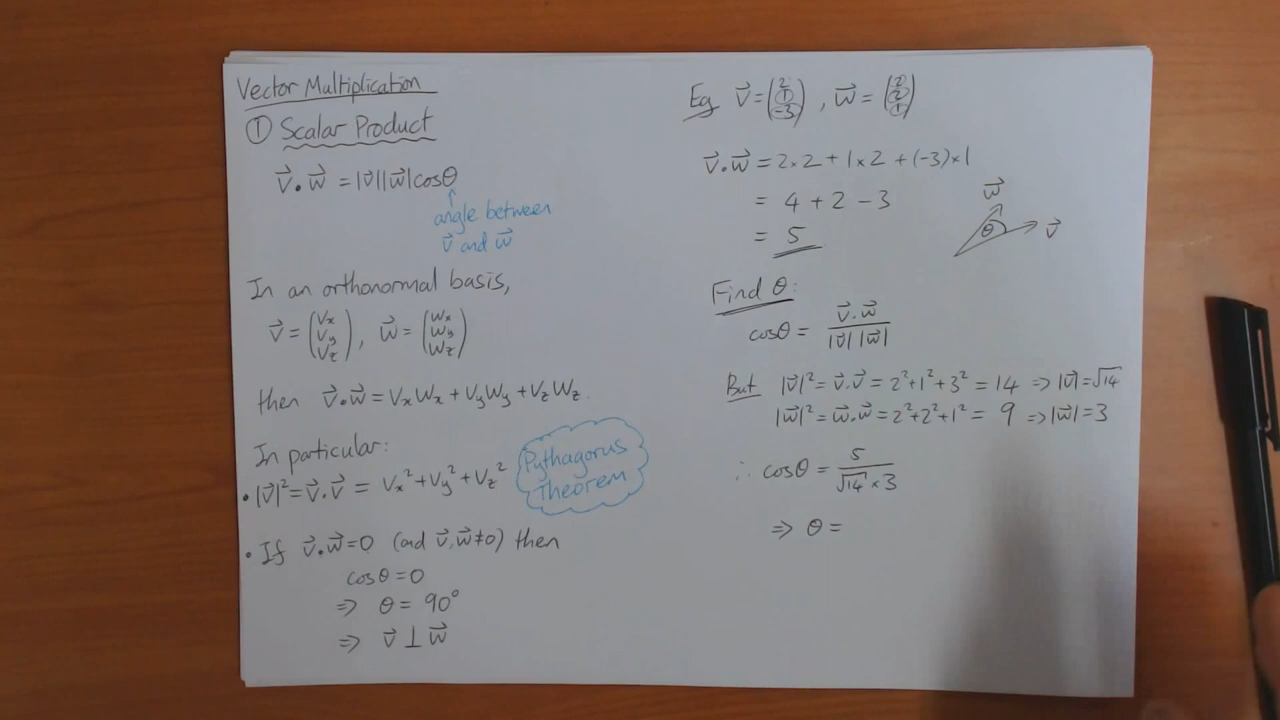 Vector Multiplication
① Scalar Product
v⃗ . w⃗ = |v⃗||w⃗|cosθ
↑
angle between
v⃗ and w⃗
In an orthonormal basis,
v⃗ = (Vx Vy Vz), w⃗ = (Wx Wy Wz)
then v⃗ . w⃗ = VxWx + VyWy + VzWz.
In particular:
• |v⃗|² = v⃗ . v⃗ = Vx² + Vy² + Vz²
Pythagorus
Theorem
• If v⃗ . w⃗ = 0 (and v⃗, w⃗ ≠ 0) then
cosθ = 0
⇒ θ = 90°
⇒ v⃗ ⊥ w⃗
Eg v⃗ = (2 1 -3), w⃗ = (2 2 1)
v⃗ . w⃗ = 2×2 + 1×2 + (-3)×1
= 4 + 2 - 3
= 5
w⃗
θ
v⃗
Find θ:
cosθ = v⃗ . w⃗ / |v⃗| |w⃗|
But |v⃗|² = v⃗ . v⃗ = 2² + 1² + 3² = 14 ⇒ |v⃗| = √14
|w⃗|² = w⃗ . w⃗ = 2² + 2² + 1² = 9 ⇒ |w⃗| = 3
∴ cosθ = 5 / √14 × 3
⇒ θ =